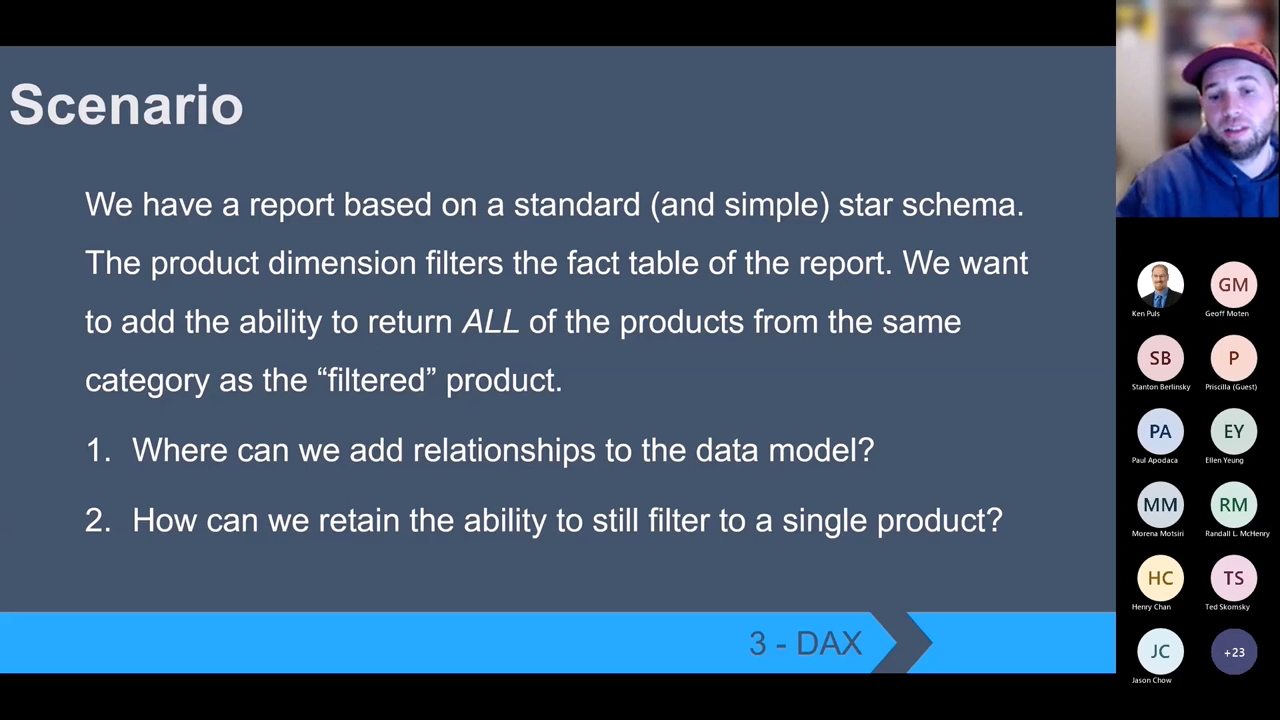 Scenario
We have a report based on a standard (and simple) star schema.
The product dimension filters the fact table of the report. We want
to add the ability to return ALL of the products from the same
category as the “filtered” product.
1. Where can we add relationships to the data model?
2. How can we retain the ability to still filter to a single product?
3 - DAX
Ken Puls
GM
Geoff Moten
SB
Stanton Berlinsky
P
Priscilla (Guest)
PA
Paul Apodaca
EY
Ellen Yeung
MM
Morena Motsiri
RM
Randall L. McHenry
HC
Henry Chan
TS
Ted Skomsky
JC
Jason Chow
+23